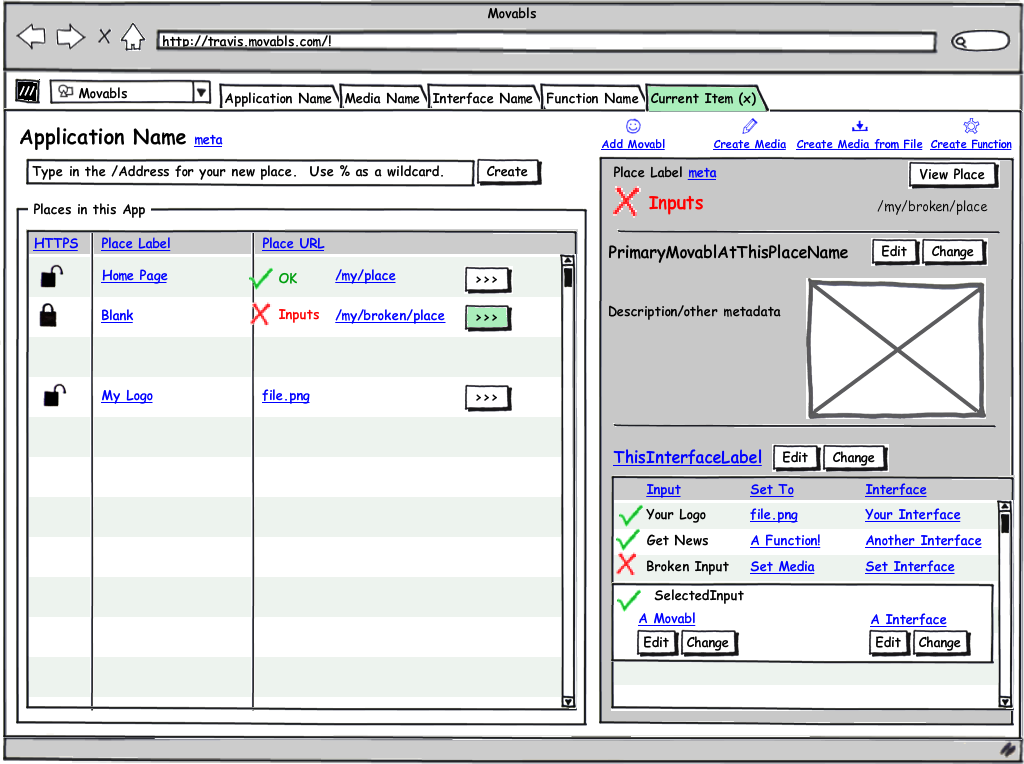 Movabls
http://travis.movabls.com/!
Movabls
Application Name
Media Name
Interface Name
Function Name
Current Item (x)
Application Name meta
Type in the /Address for your new place.  Use % as a wildcard.
Create
Places in this App
HTTPS Place Label Place URL
Home Page OK /my/place >>>
Blank Inputs /my/broken/place >>>
My Logo file.png >>>
Add Movabl
Create Media
Create Media from File
Create Function
Place Label meta
View Place
Inputs
/my/broken/place
PrimaryMovablAtThisPlaceName Edit Change
Description/other metadata
ThisInterfaceLabel Edit Change
Input Set To Interface
Your Logo file.png Your Interface
Get News A Function! Another Interface
Broken Input Set Media Set Interface
SelectedInput
A Movabl A Interface
Edit Change Edit Change